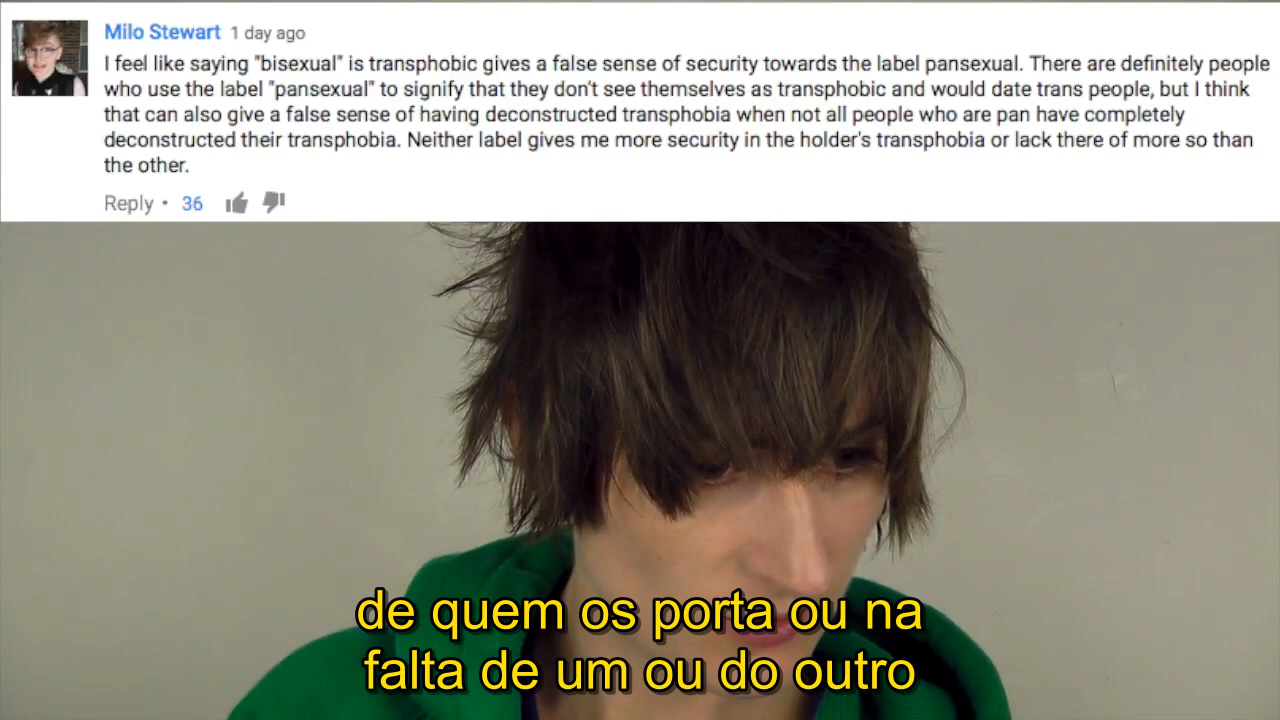 Milo Stewart 1 day ago
I feel like saying "bisexual" is transphobic gives a false sense of security towards the label pansexual. There are definitely people
who use the label "pansexual" to signify that they don't see themselves as transphobic and would date trans people, but I think
that can also give a false sense of having deconstructed transphobia when not all people who are pan have completely
deconstructed their transphobia. Neither label gives me more security in the holder's transphobia or lack there of more so than
the other.
Reply • 36
de quem os porta ou na
falta de um ou do outro